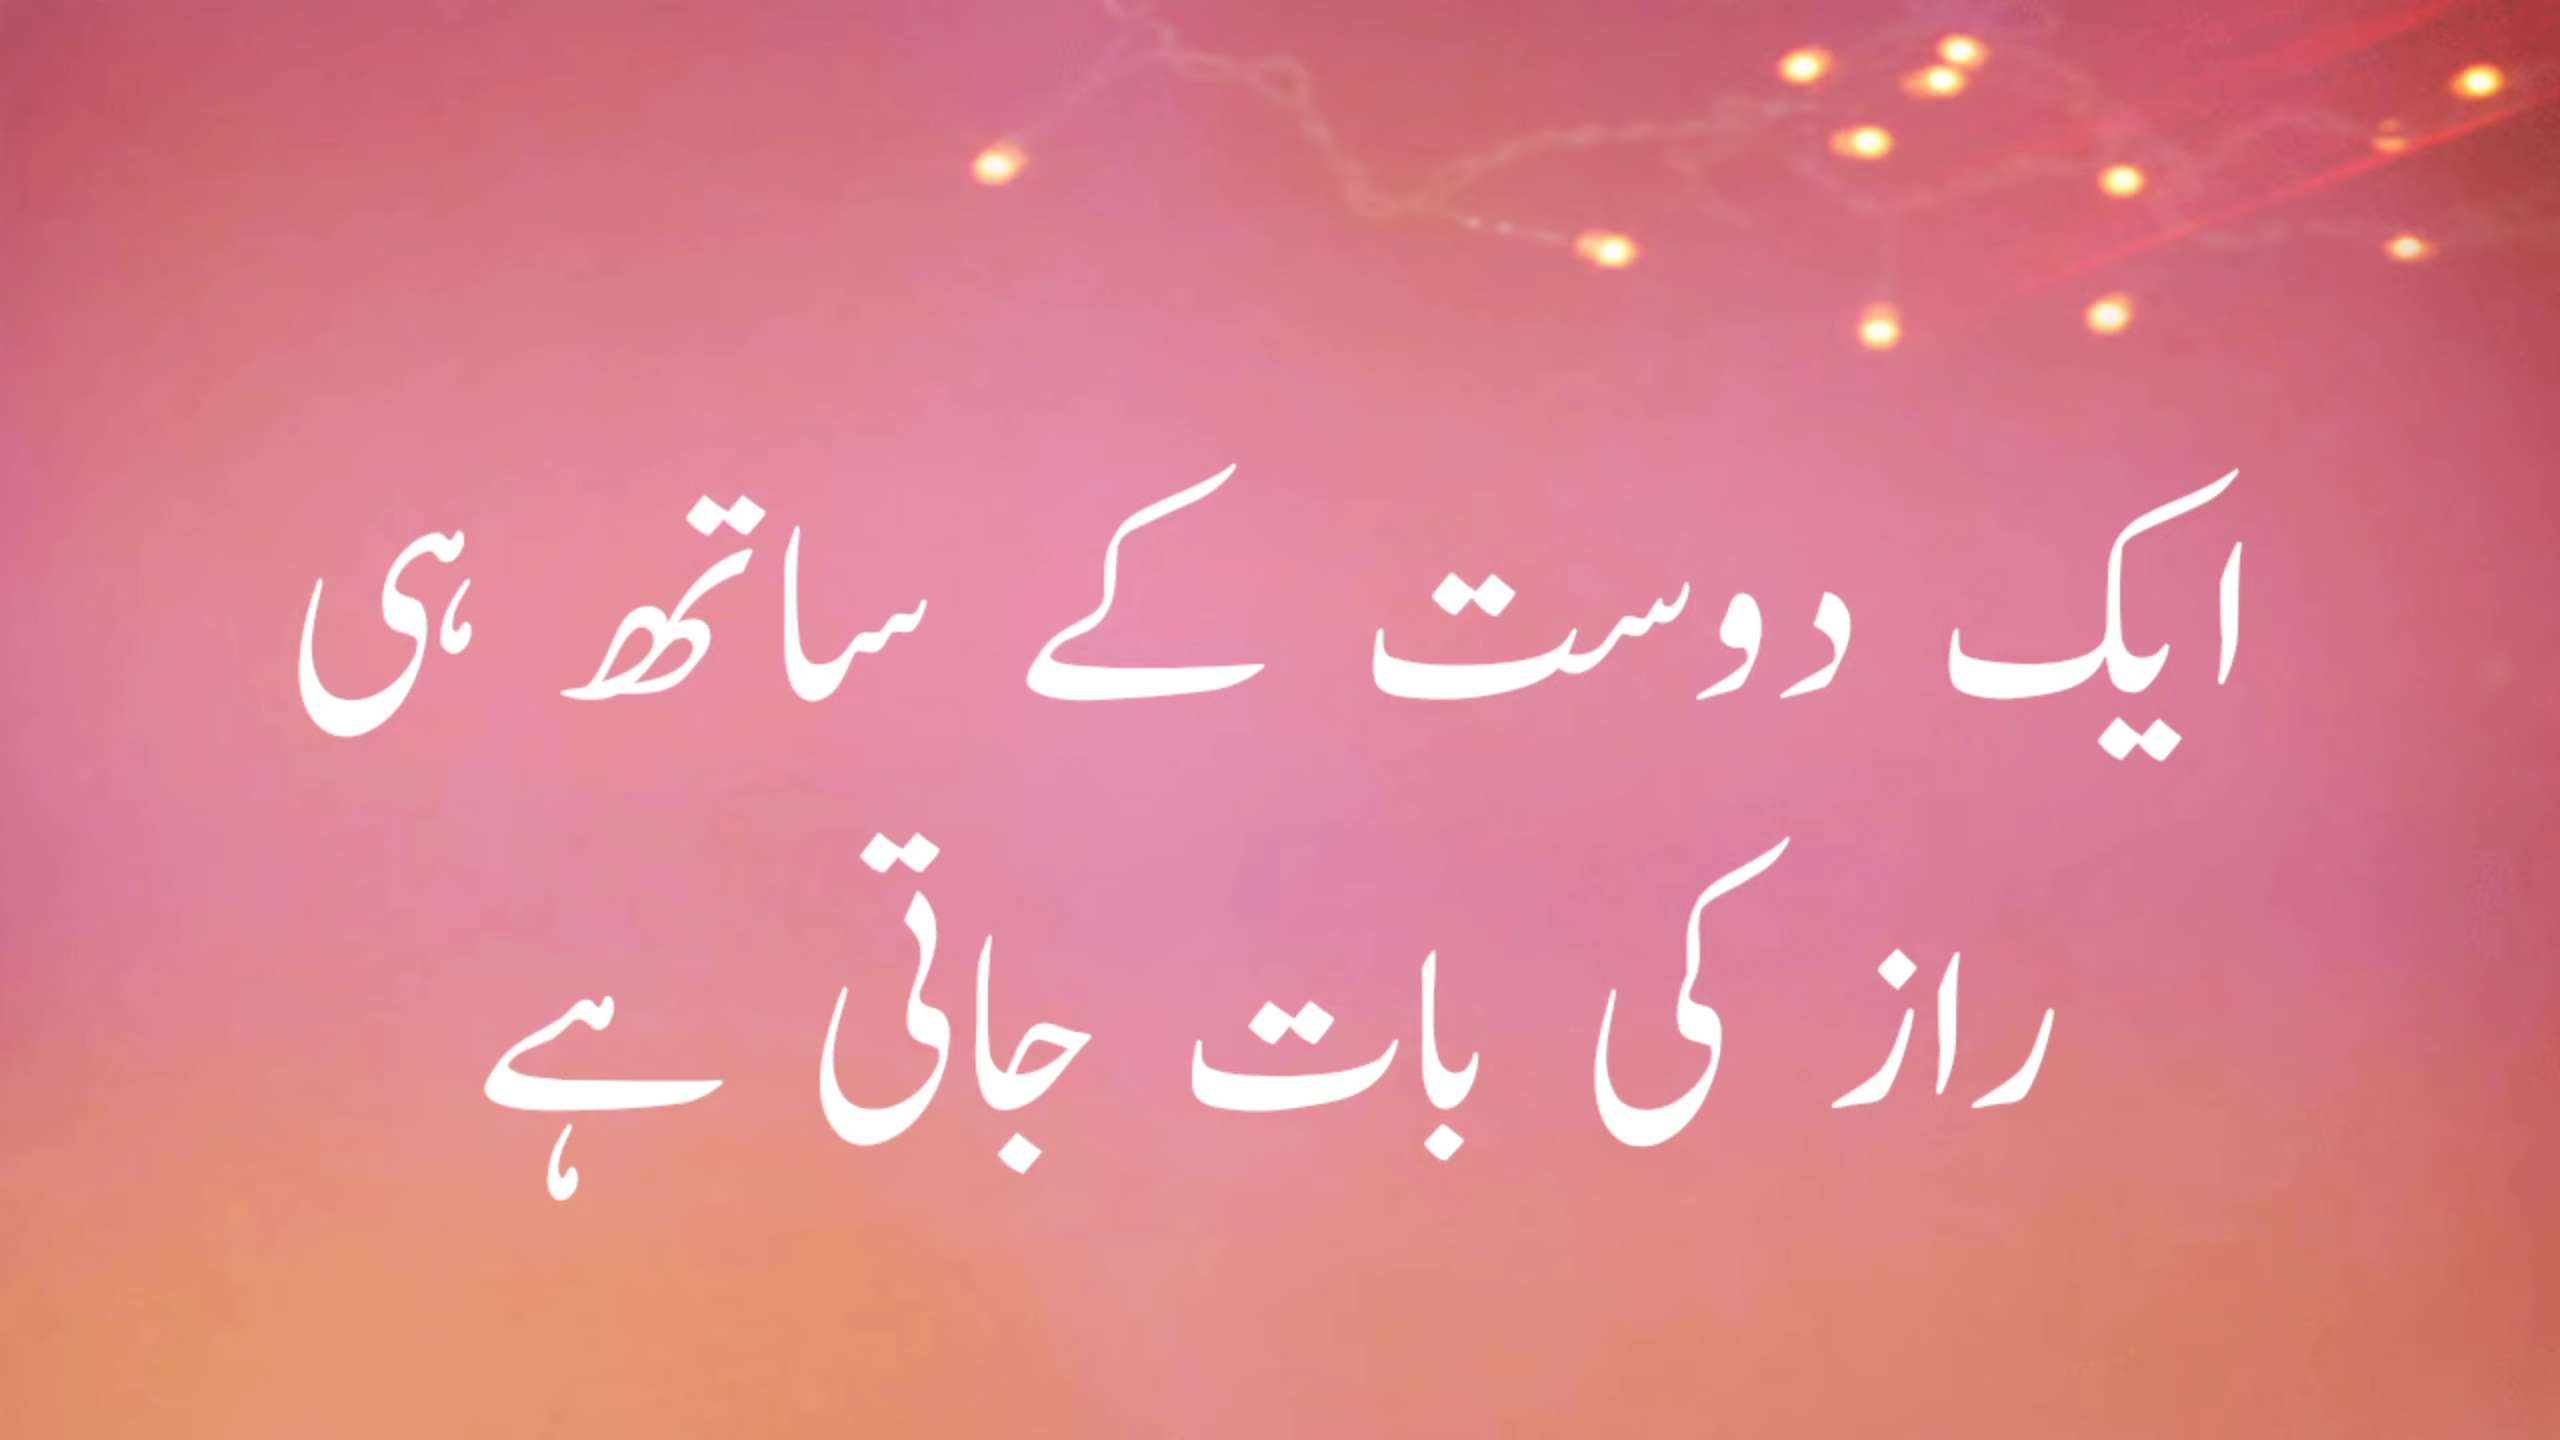 ایک دوست کے ساتھ ہی
راز کی بات جاتی ہے